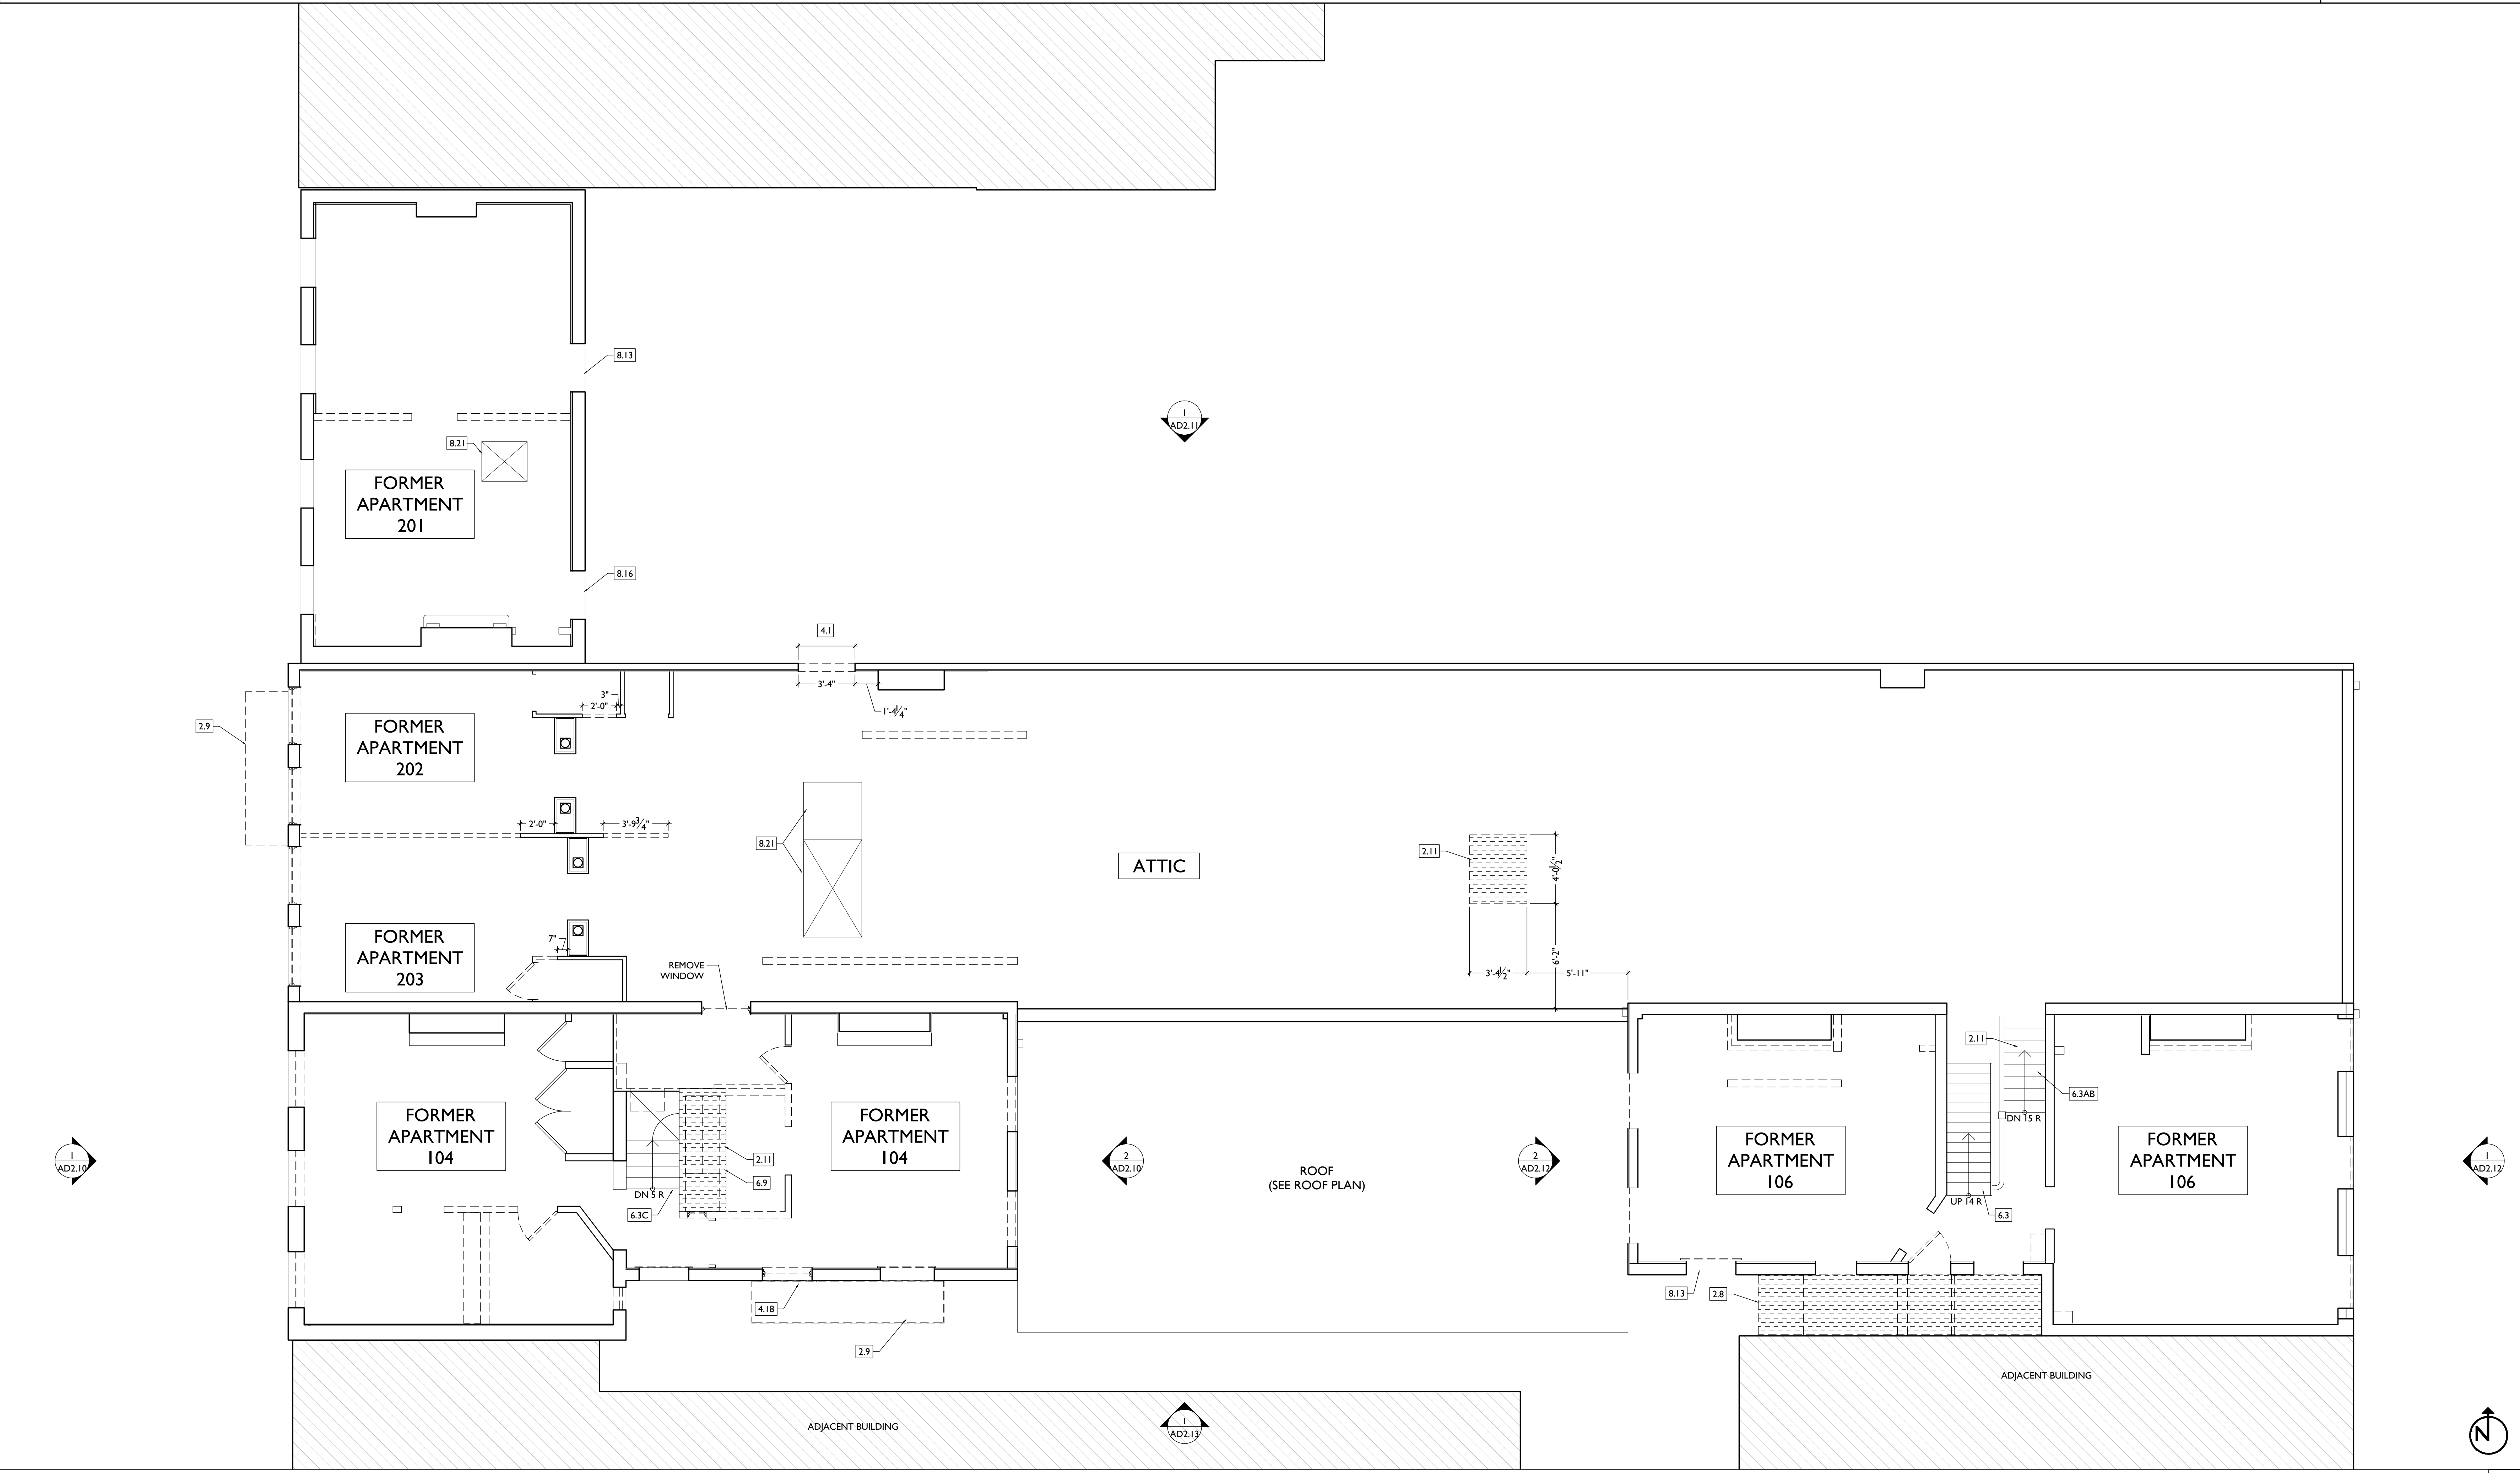 8.13
1
AD2.11
8.21
FORMER
APARTMENT
201
8.16
4.1
3'-4"
1'-4 1/4"
3"
2'-0"
2.9
FORMER
APARTMENT
202
2'-0"
3'-9 3/4"
8.21
ATTIC
2.11
4'-0 1/2"
6'-2"
3'-4 1/2"
5'-11"
FORMER
APARTMENT
203
7"
REMOVE
WINDOW
FORMER
APARTMENT
104
DN 5 R
6.3C
2.11
6.9
FORMER
APARTMENT
104
1
AD2.10
2
AD2.10
ROOF
(SEE ROOF PLAN)
2
AD2.12
FORMER
APARTMENT
106
2.11
6.3AB
DN 15 R
UP 14 R
6.3
FORMER
APARTMENT
106
1
AD2.12
4.18
2.9
8.13
2.8
ADJACENT BUILDING
ADJACENT BUILDING
1
AD2.13
N